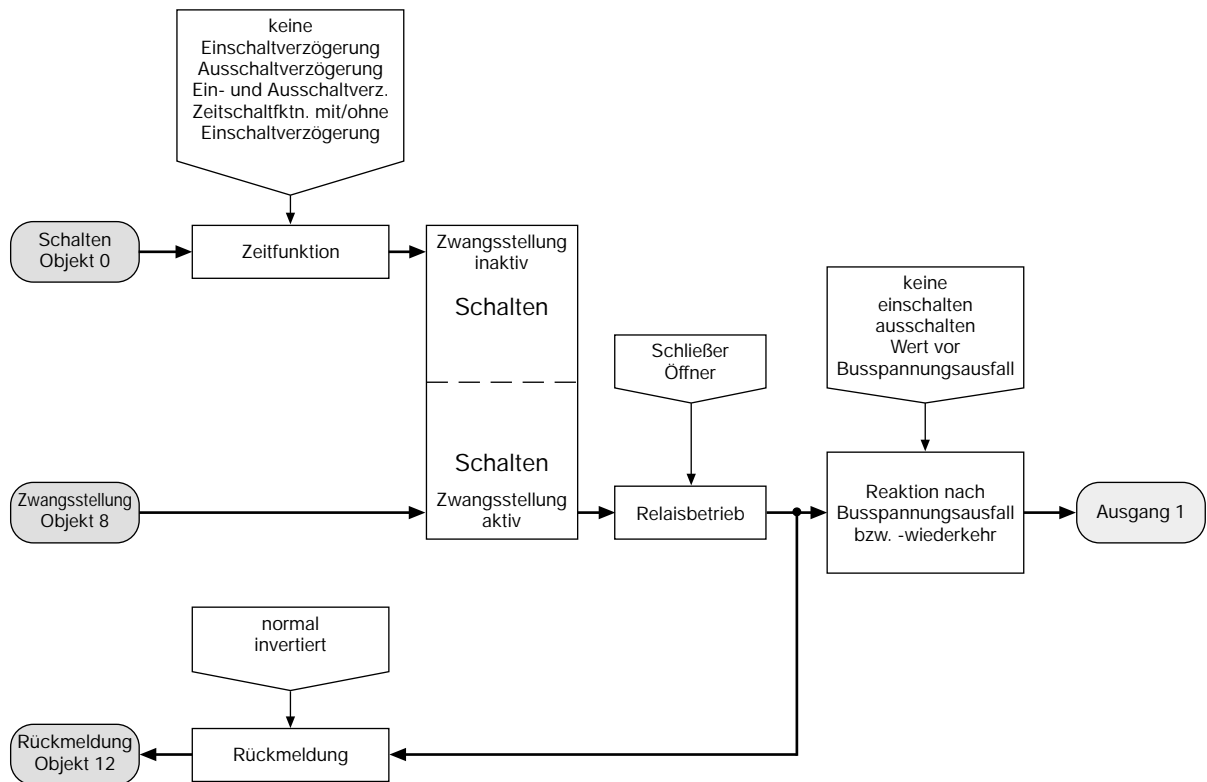 keine
Einschaltverzögerung
Ausschaltverzögerung
Ein- und Ausschaltverz.
Zeitschaltfktn. mit/ohne
Einschaltverzögerung
Schalten
Objekt 0
Zeitfunktion
Zwangsstellung
inaktiv
Schalten
Schalten
Zwangsstellung
aktiv
Schließer
Öffner
keine
einschalten
ausschalten
Wert vor
Busspannungsausfall
Zwangsstellung
Objekt 8
Relaisbetrieb
Reaktion nach
Busspannungsausfall
bzw. -wiederkehr
Ausgang 1
normal
invertiert
Rückmeldung
Objekt 12
Rückmeldung